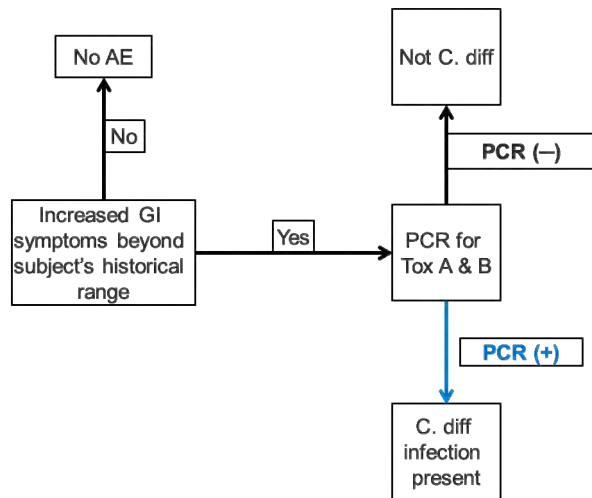 No AE
Not C. diff
No
PCR (—)
Increased GI
symptoms beyond
subject's historical
range
Yes
PCR for
Tox A & B
PCR (+)
C. diff
infection
present